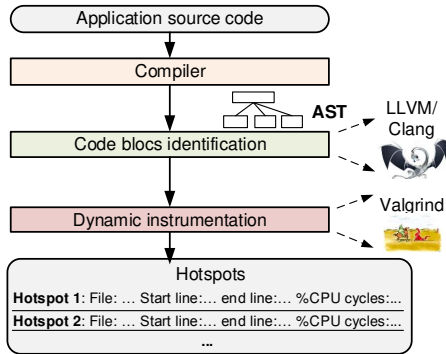 Application source code
Compiler
AST
LLVM/
Clang
Code blocs identification
Valgrind
Dynamic instrumentation
Hotspots
Hotspot 1: File: ... Start line:... end line:... %CPU cycles:...
Hotspot 2: File: ... Start line:... end line:... %CPU cycles:...
...